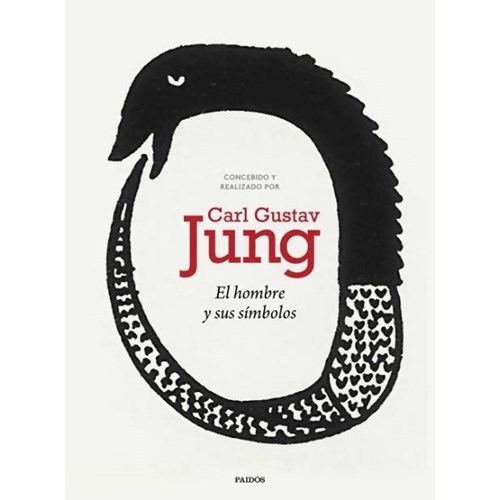 CONCEBIDO Y
REALIZADO POR
Carl Gustav
Jung
El hombre
y sus símbolos
PAIDÓS